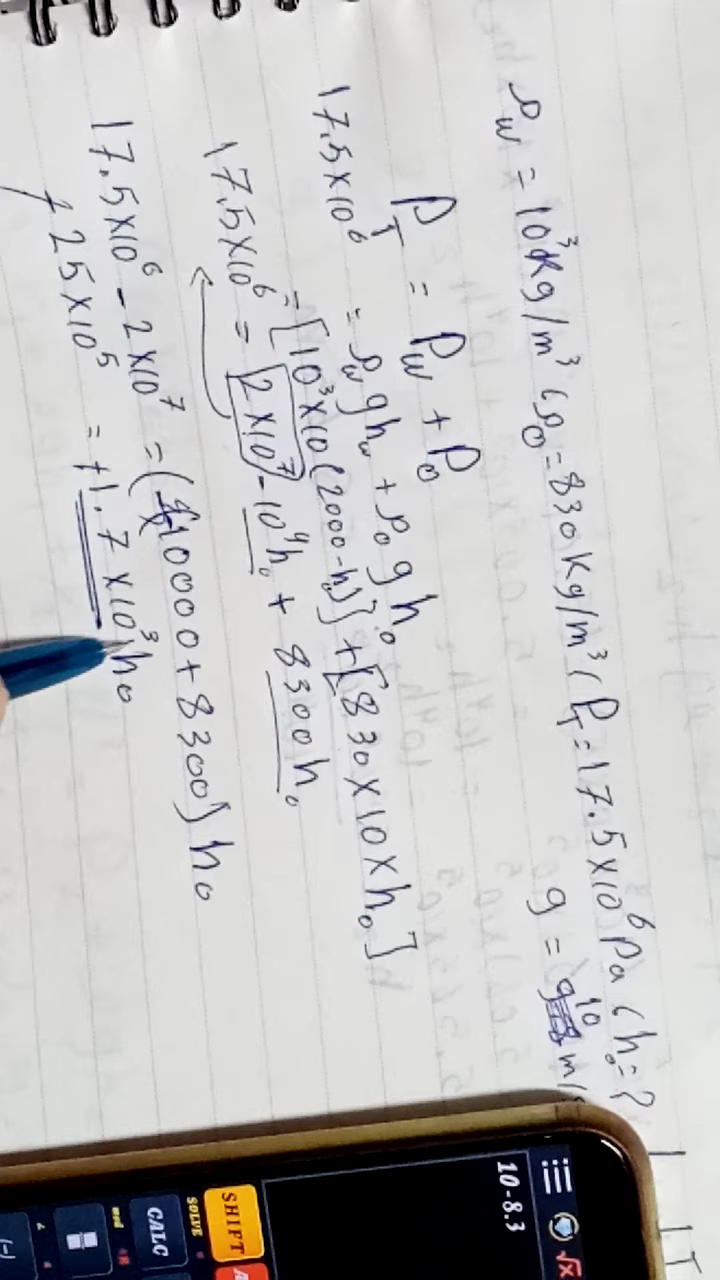 ρw = 10³ Kg/m³ (ρo = 830 Kg/m³ ( PT = 17.5×10⁶ Pa ( ho = ?
g = 10 m/s
PT = Pw + Po
17.5×10⁶ = ρw g hw + ρo g ho
= [10³×10(2000-ho)] + [830×10×ho]
17.5×10⁶ = 2×10⁷ - 10⁴ho + 8300ho
17.5×10⁶ - 2×10⁷ = (-10000 + 8300) ho
+25×10⁵ = +1.7×10³ ho
10-8.3
SHIFT
SOLVE
CALC
(-)